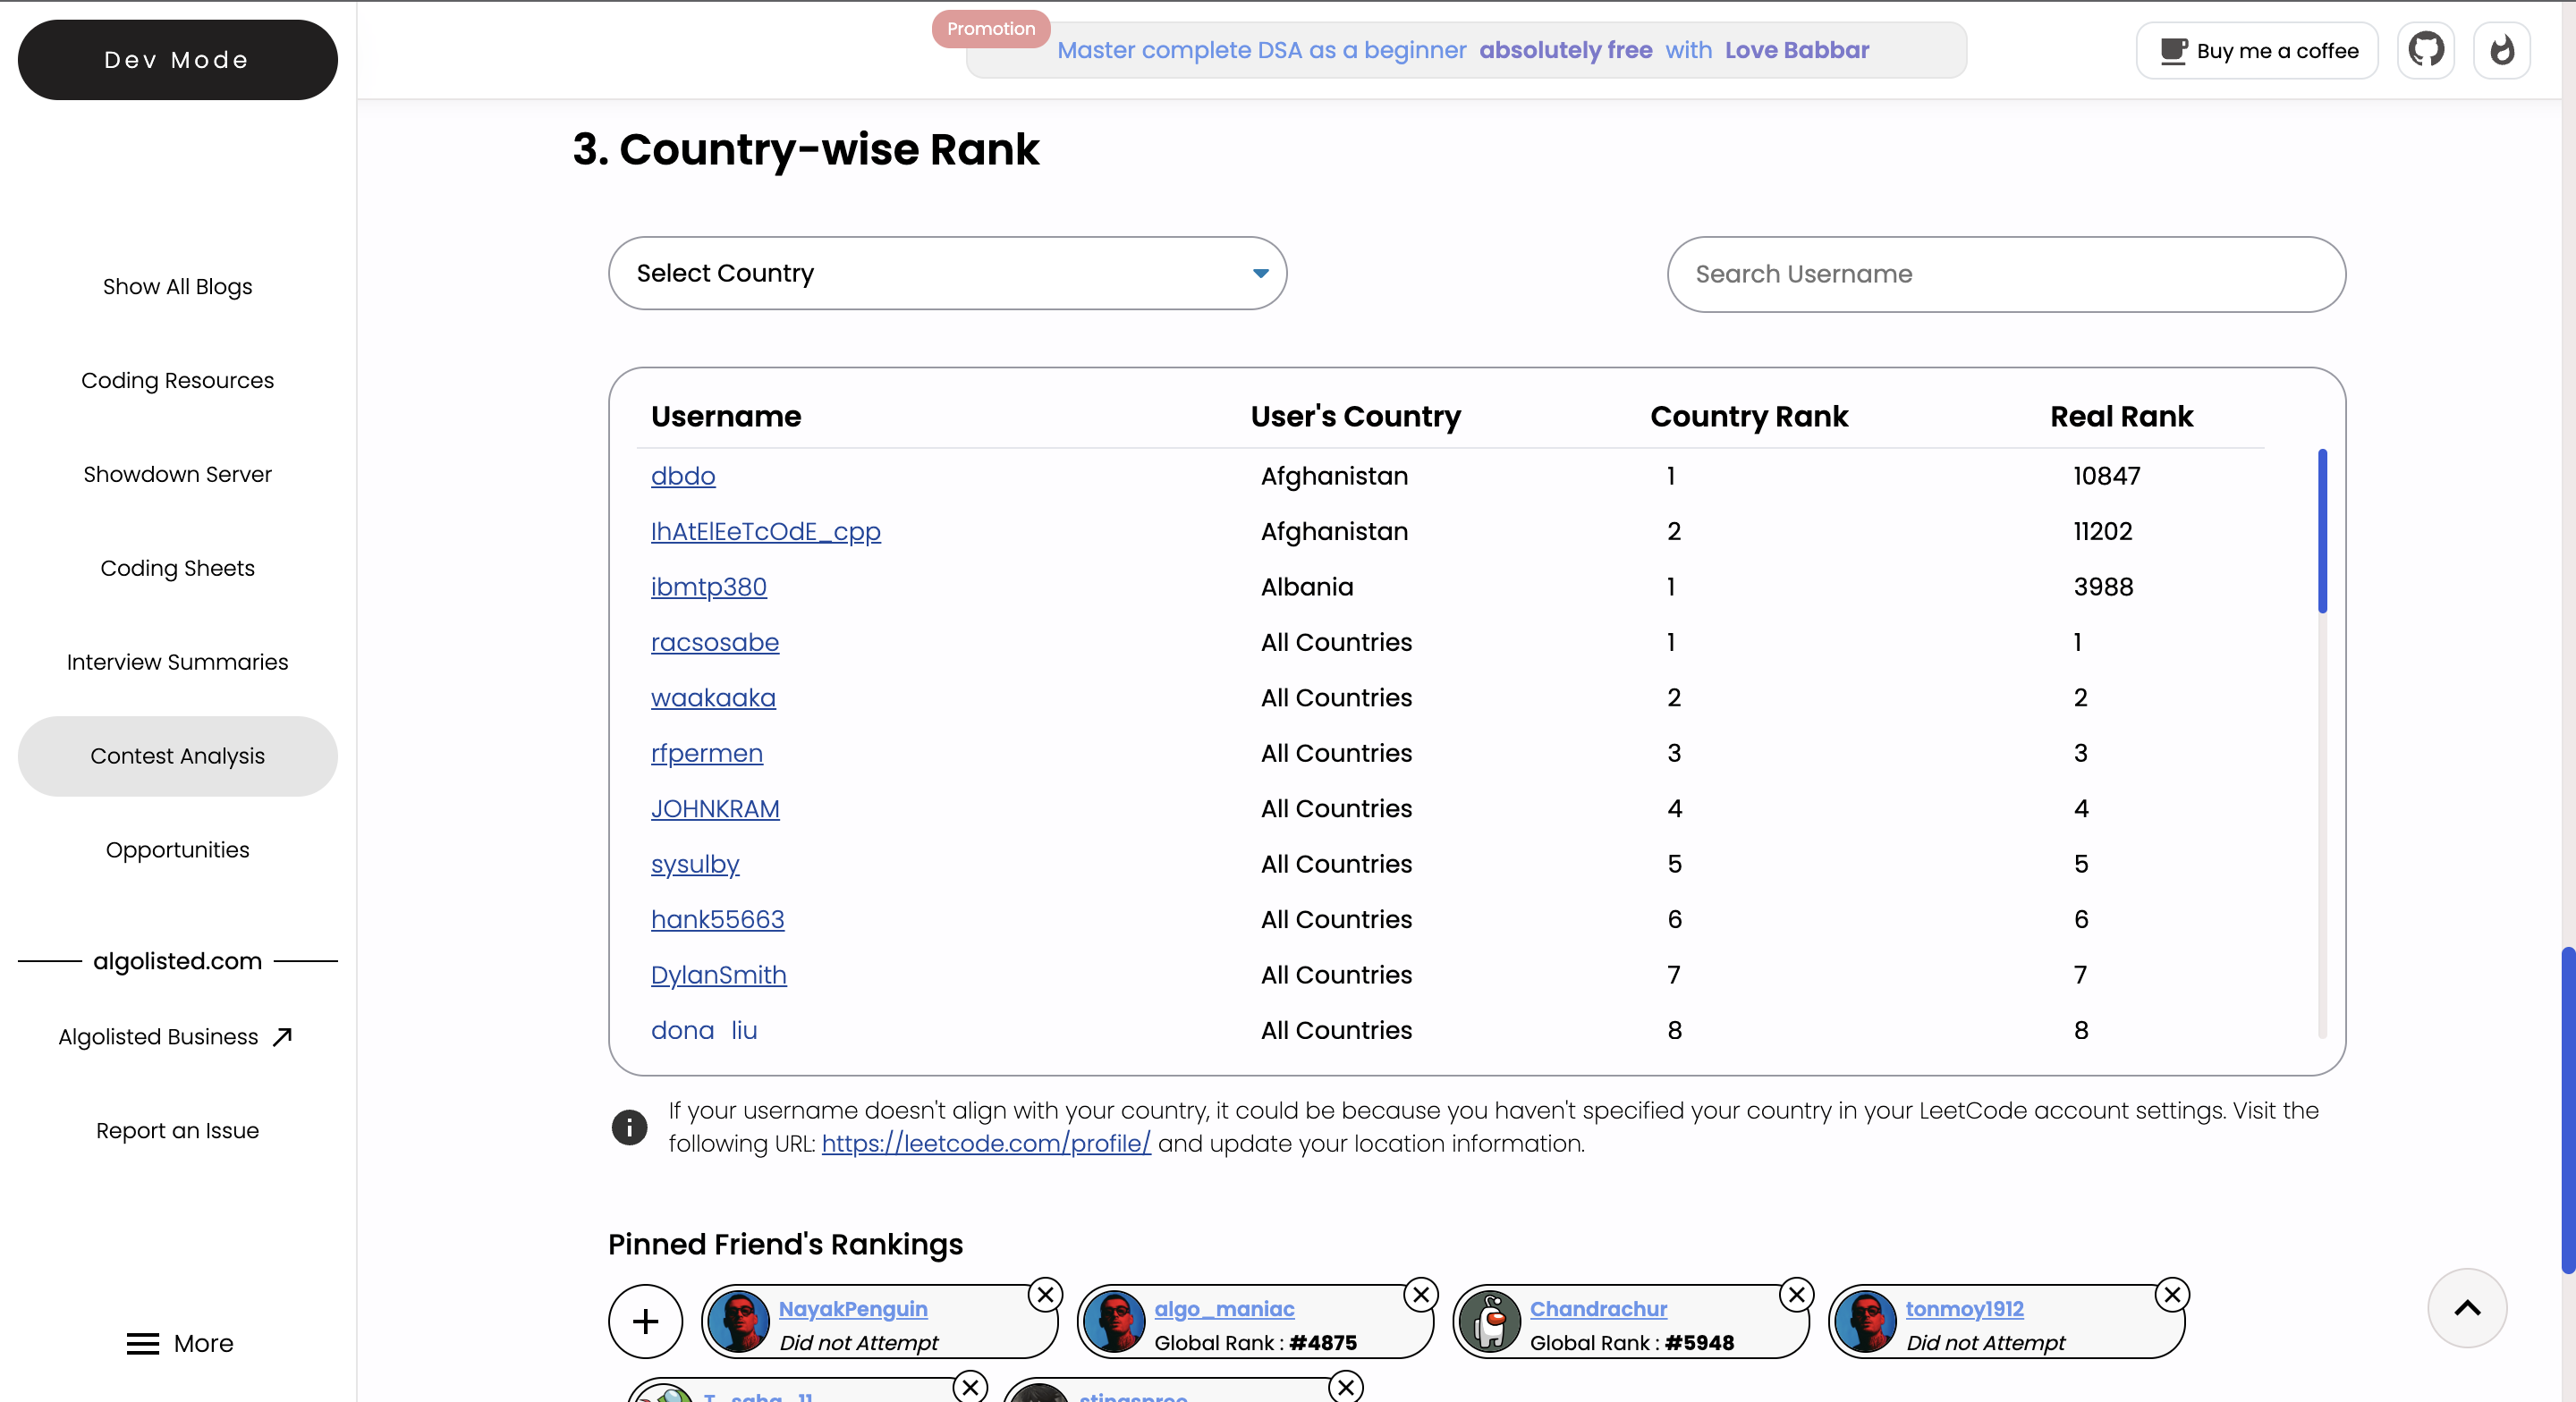 Dev Mode
Promotion
Master complete DSA as a beginner absolutely free with Love Babbar
Buy me a coffee
Show All Blogs
Coding Resources
Showdown Server
Coding Sheets
Interview Summaries
Contest Analysis
Opportunities
algolisted.com
Algolisted Business
Report an Issue
More
3. Country-wise Rank
Select Country
Search Username
Username User's Country Country Rank Real Rank
dbdo Afghanistan 1 10847
IhAtElEeTcOdE_cpp Afghanistan 2 11202
ibmtp380 Albania 1 3988
racsosabe All Countries 1 1
waakaaka All Countries 2 2
rfpermen All Countries 3 3
JOHNKRAM All Countries 4 4
sysulby All Countries 5 5
hank55663 All Countries 6 6
DylanSmith All Countries 7 7
liu All Countries 8 8
If your username doesn't align with your country, it could be because you haven't specified your country in your LeetCode account settings. Visit the
following URL: https://leetcode.com/profile/ and update your location information.
Pinned Friend's Rankings
NayakPenguin
Did not Attempt
algo_maniac
Global Rank : #4875
Chandrachur
Global Rank : #5948
tonmoy1912
Did not Attempt